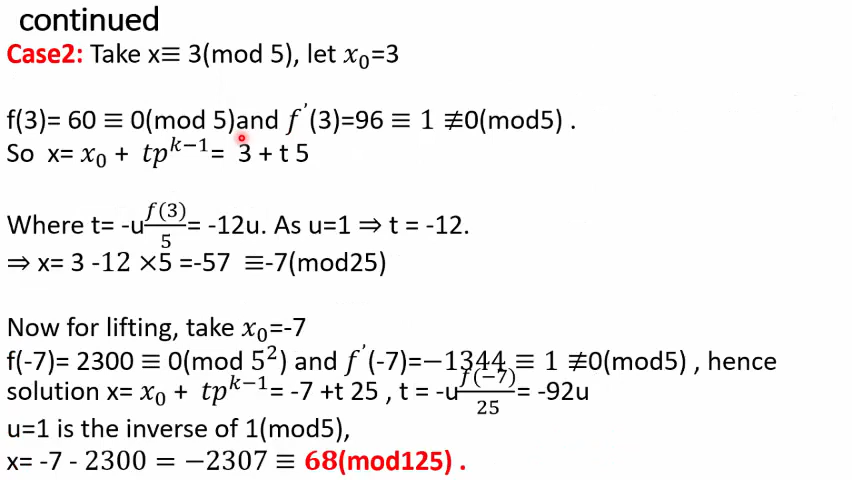 continued
Case2: Take x≡ 3(mod 5), let x₀=3
f(3)= 60 ≡ 0(mod 5)and f′(3)=96 ≡ 1 ≢0(mod5) .
So x= x₀ + tpᵏ⁻¹= 3 + t 5
Where t= -u f(3)/5= -12u. As u=1 ⇒ t = -12.
⇒ x= 3 -12 ×5 =-57 ≡-7(mod25)
Now for lifting, take x₀=-7
f(-7)= 2300 ≡ 0(mod 5²) and f′(-7)=−1344 ≡ 1 ≢0(mod5) , hence
solution x= x₀ + tpᵏ⁻¹= -7 +t 25 , t = -u f(−7)/25= -92u
u=1 is the inverse of 1(mod5),
x= -7 - 2300 = −2307 ≡ 68(mod125) .